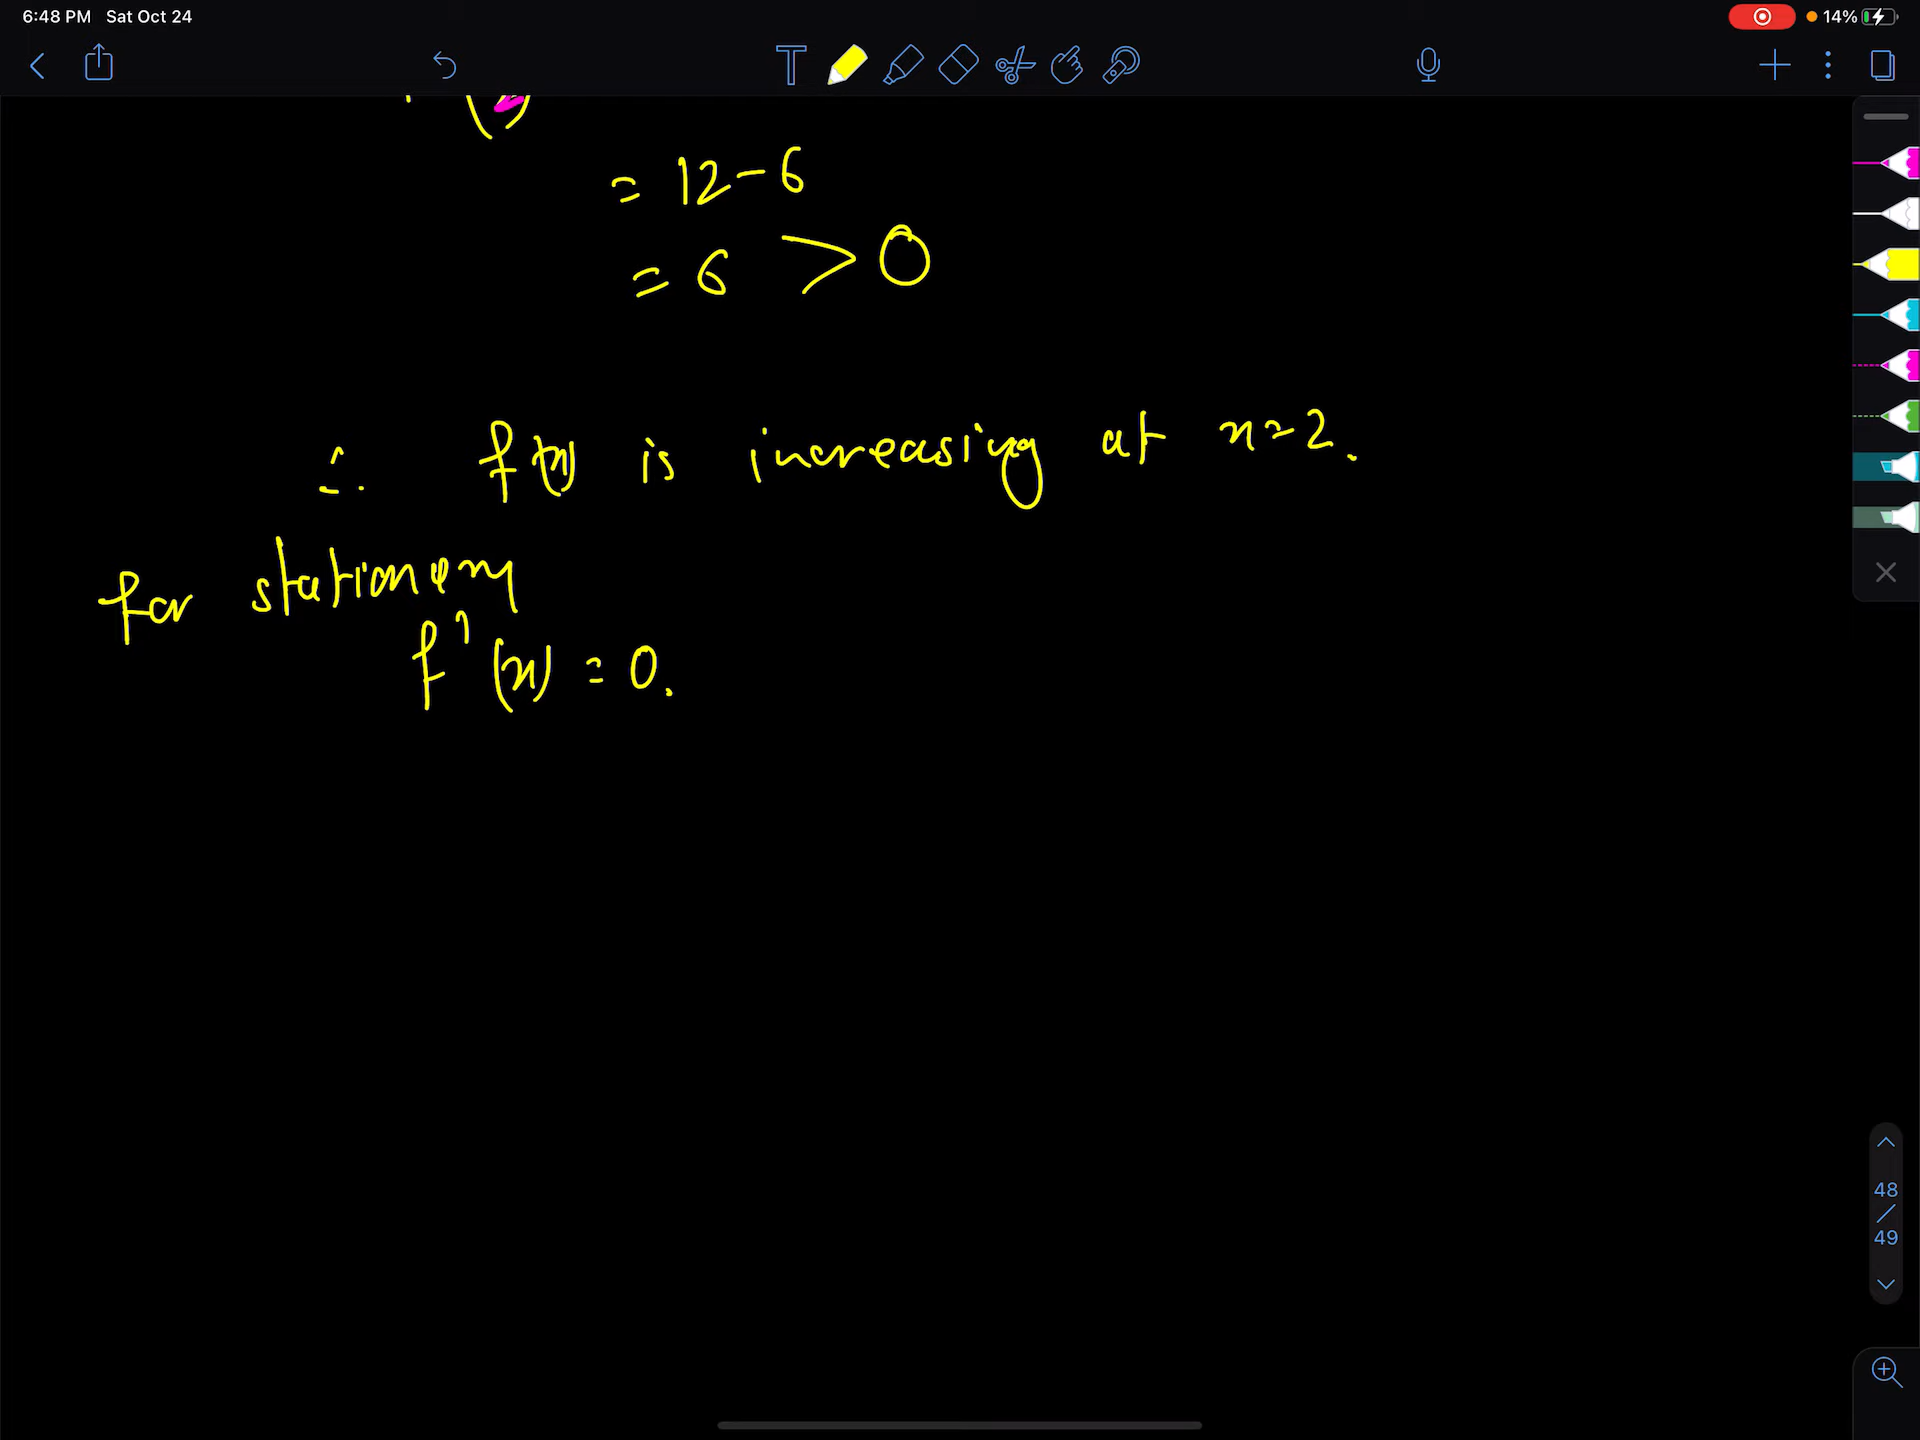 6:48 PM Sat Oct 24
14%
= 12 - 6
= 6 > 0
∴ f(x) is increasing at x=2.
for stationery
f'(x) = 0.
48
/
49